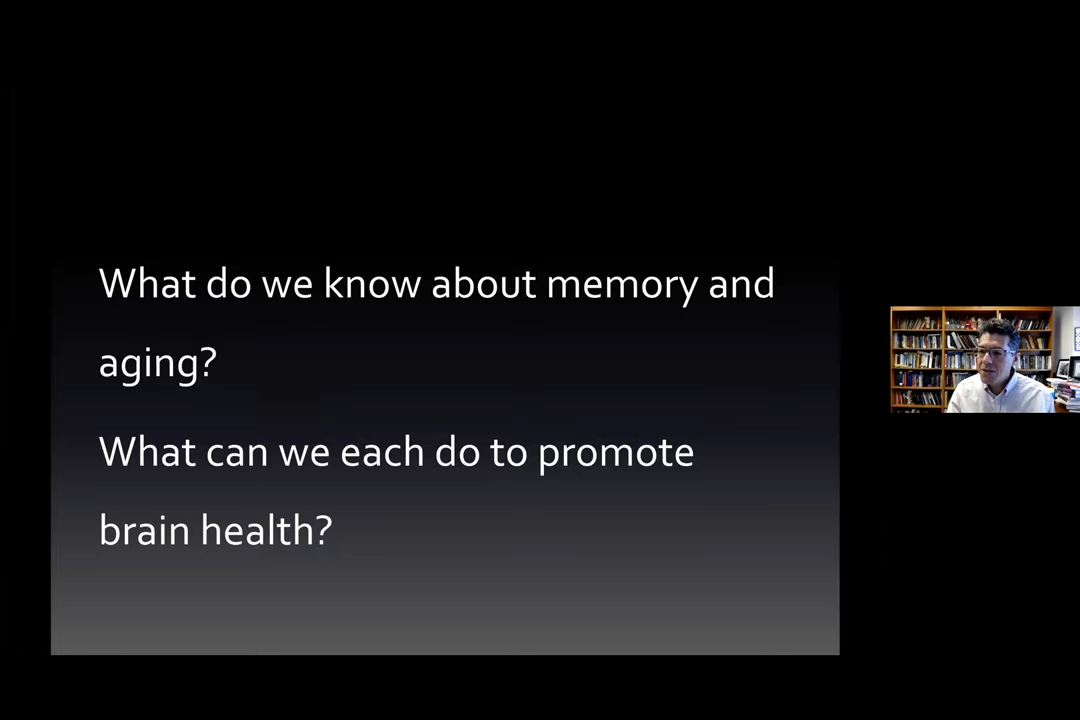 What do we know about memory and
aging?
What can we each do to promote
brain health?